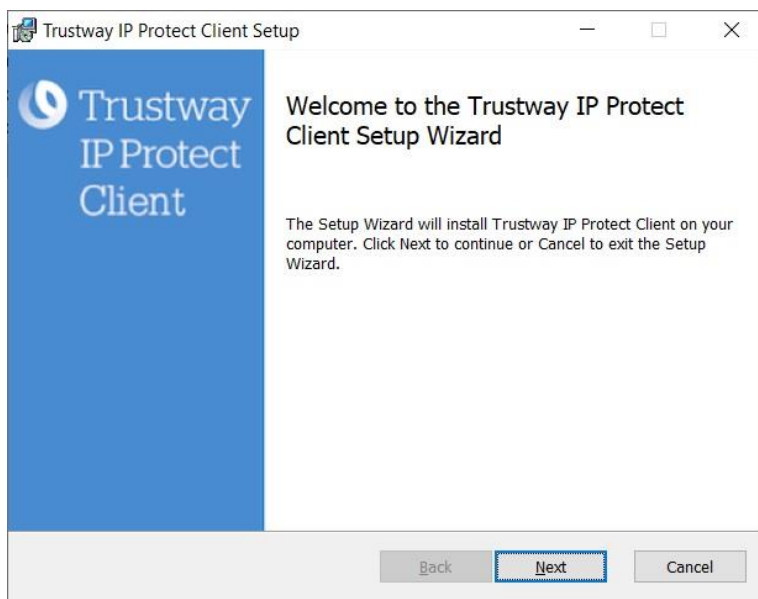 Trustway IP Protect Client Setup
Trustway
IP Protect
Client
Welcome to the Trustway IP Protect
Client Setup Wizard
The Setup Wizard will install Trustway IP Protect Client on your
computer. Click Next to continue or Cancel to exit the Setup
Wizard.
Back
Next
Cancel